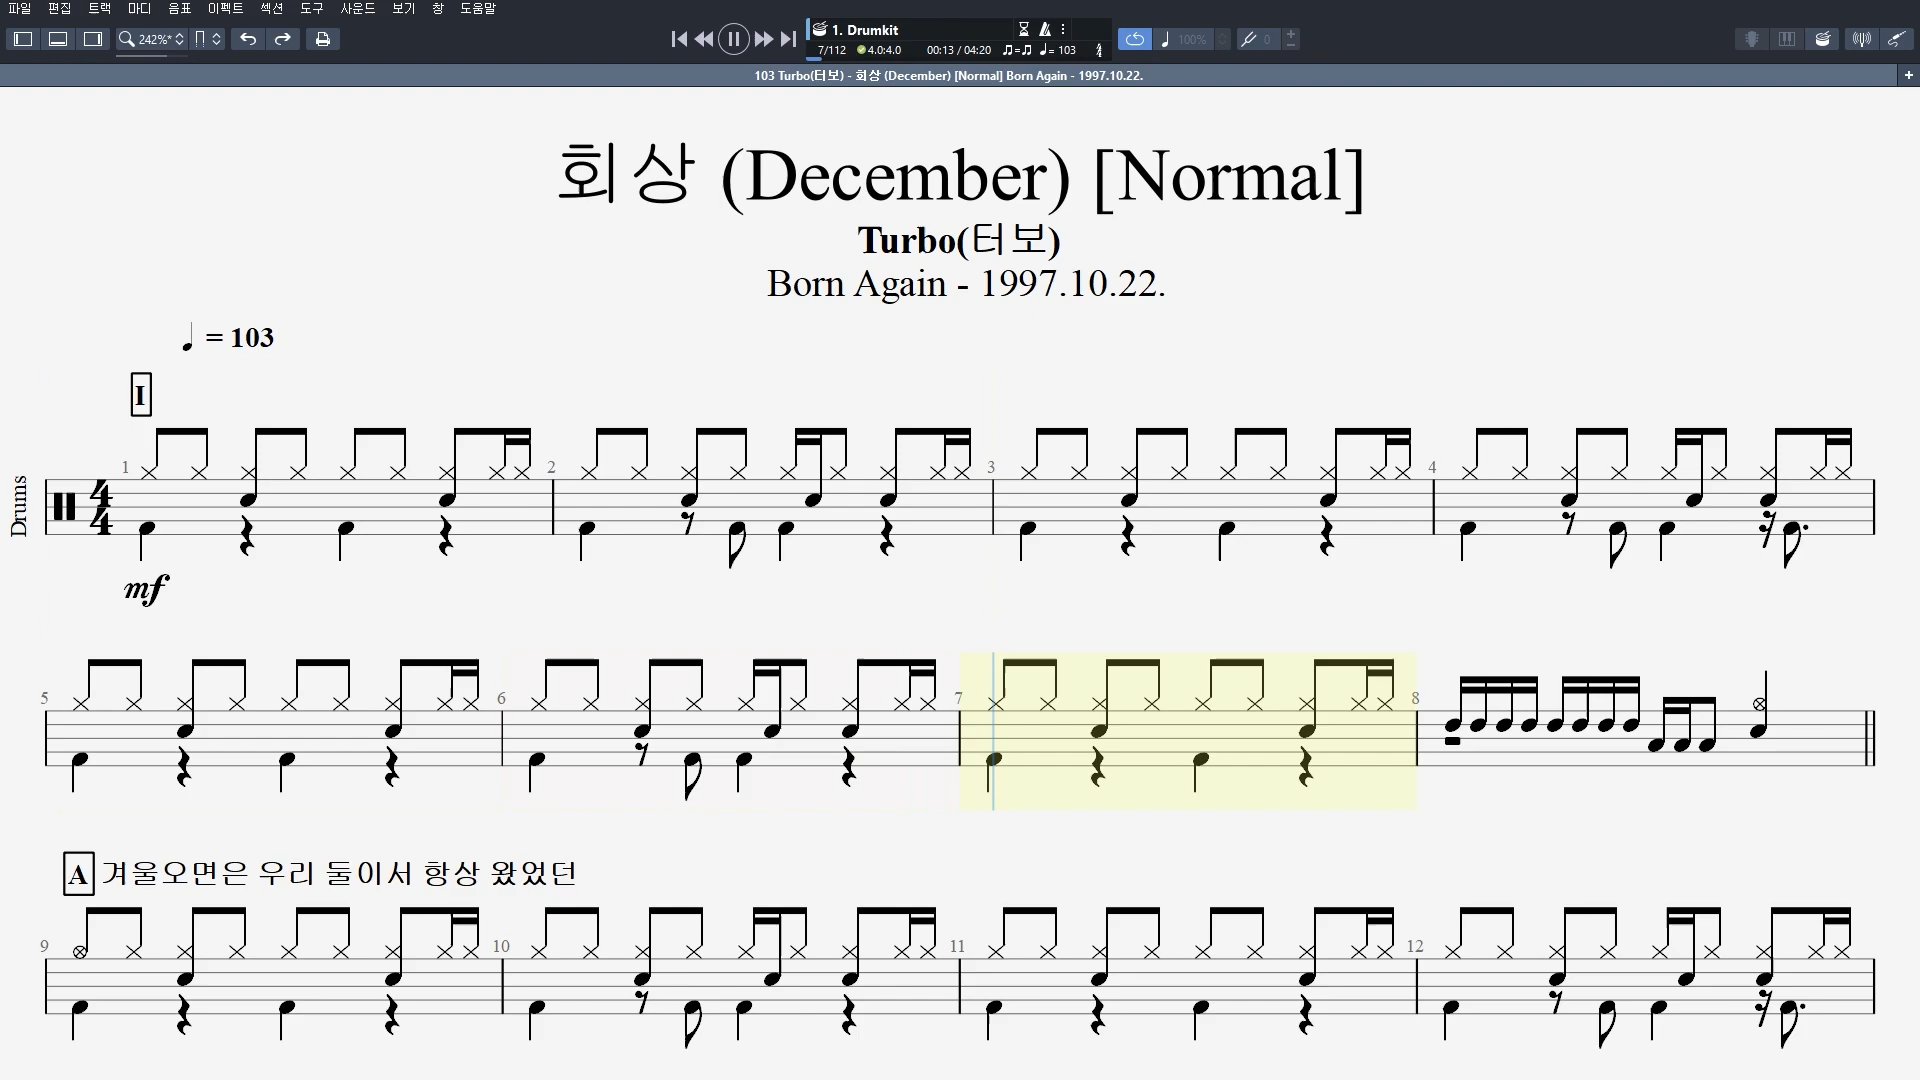 파일 편집 트랙 마디 음표 이펙트 섹션 도구 사운드 보기 창 도움말
242%* 1. Drumkit 100% 0
7/112 4.0:4.0 00:13 / 04:20 ♫=♫ ♩= 103
103 Turbo(터보) - 회상 (December) [Normal] Born Again - 1997.10.22. +
회상 (December) [Normal]
Turbo(터보)
Born Again - 1997.10.22.
♩ = 103
I
1 2 3 4
Drums
4/4
mf
5 6 7 8
A 겨울오면은 우리 둘이서 항상 왔었던
9 10 11 12